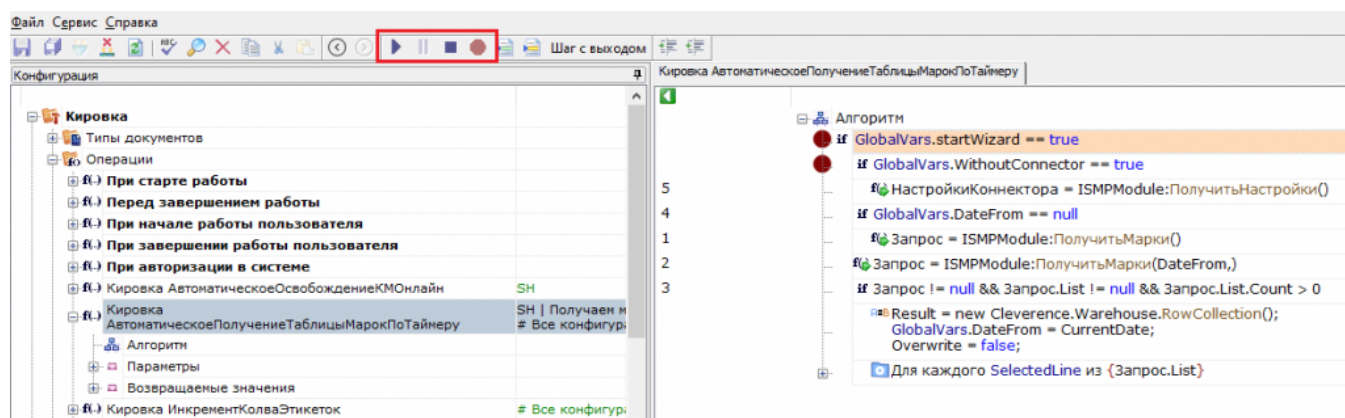 Файл Сервис Справка
ABC
Шаг с выходом
Конфигурация
Кировка
Типы документов
Операции
f(..) При старте работы
f(..) Перед завершением работы
f(..) При начале работы пользователя
f(..) При завершении работы пользователя
f(..) При авторизации в системе
f(..) Кировка АвтоматическоеОсвобождениеКМОнлайн SH
f(..) Кировка АвтоматическоеПолучениеТаблицыМарокПоТаймеру
SH | Получаем
# Все
Алгоритм
Параметры
Возвращаемые значения
f(..) Кировка ИнкрементКолваЭтикеток # Все
Кировка АвтоматическоеПолучениеТаблицыМарокПоТаймеру
Алгоритм
if GlobalVars.startWizard == true
if GlobalVars.WithoutConnector == true
5 НастройкиКоннектора = ISMPModule:ПолучитьНастройки()
4 if GlobalVars.DateFrom == null
1 Запрос = ISMPModule:ПолучитьМарки()
2 Запрос = ISMPModule:ПолучитьМарки(DateFrom,)
3 if Запрос != null && Запрос.List != null && Запрос.List.Count > 0
Result = new Cleverence.Warehouse.RowCollection();
GlobalVars.DateFrom = CurrentDate;
Overwrite = false;
Для каждого SelectedLine из {Запрос.List}